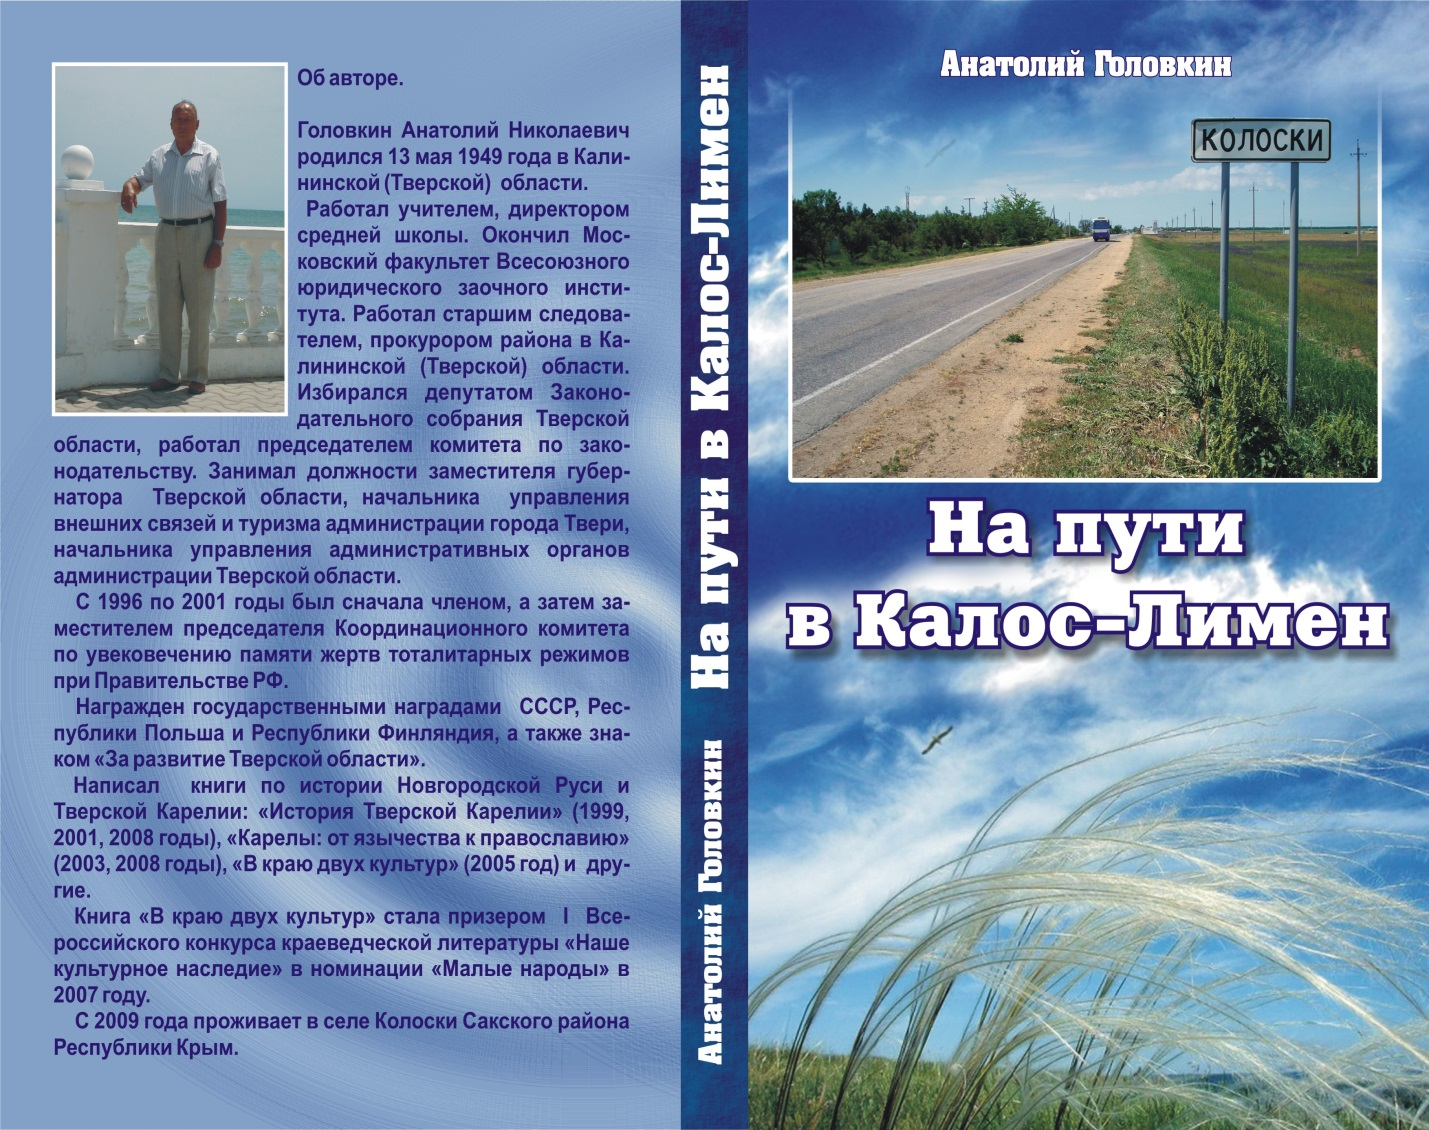 Об авторе.
Головкин Анатолий Николаевич
родился 13 мая 1949 года в Кали-
нинской (Тверской) области.
Работал учителем, директором
средней школы. Окончил Мос-
ковский факультет Всесоюзного
юридического заочного инсти-
тута. Работал старшим следова-
телем, прокурором района в Ка-
лининской (Тверской) области.
Избирался депутатом Законо-
дательного собрания Тверской
области, работал председателем комитета по зако-
нодательству. Занимал должности заместителя губер-
натора Тверской области, начальника управления
внешних связей и туризма администрации города Твери,
начальника управления административных органов
администрации Тверской области.
С 1996 по 2001 годы был сначала членом, а затем за-
местителем председателя Координационного комитета
по увековечению памяти жертв тоталитарных режимов
при Правительстве РФ.
Награжден государственными наградами СССР, Рес-
публики Польша и Республики Финляндия, а также зна-
ком «За развитие Тверской области».
Написал книги по истории Новгородской Руси и
Тверской Карелии: «История Тверской Карелии» (1999,
2001, 2008 годы), «Карелы: от язычества к православию»
(2003, 2008 годы), «В краю двух культур» (2005 год) и дру-
гие.
Книга «В краю двух культур» стала призером I Все-
российского конкурса краеведческой литературы «Наше
культурное наследие» в номинации «Малые народы» в
2007 году.
С 2009 года проживает в селе Колоски Сакского района
Республики Крым.
Анатолий Головкин На пути в Калос-Лимен
Анатолий Головкин
КОЛОСКИ
На пути
в Калос-Лимен